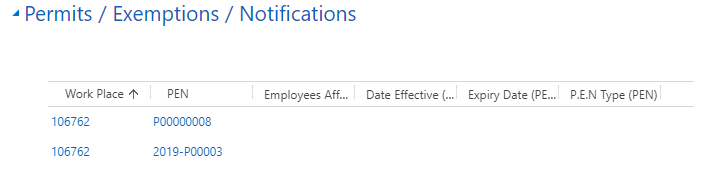 Permits / Exemptions / Notifications
Work Place ↑ PEN Employees Aff... Date Effective (... Expiry Date (PE... P.E.N Type (PEN)
106762 P00000008
106762 2019-P00003